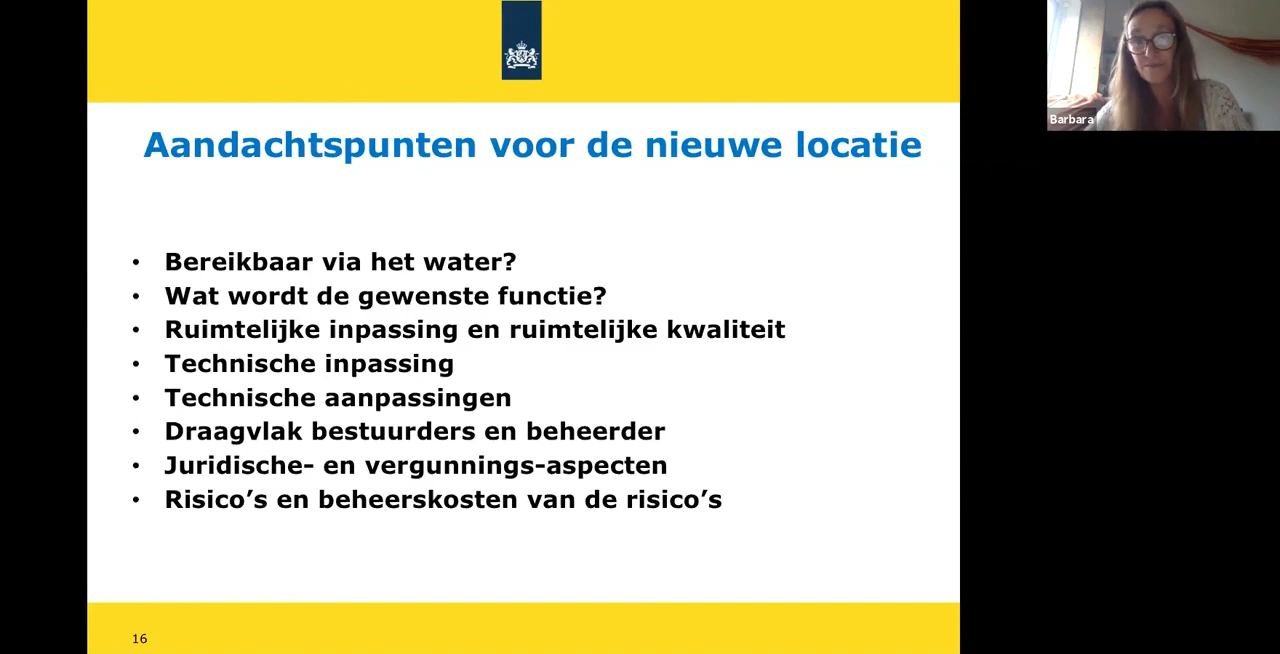 Aandachtspunten voor de nieuwe locatie
• Bereikbaar via het water?
• Wat wordt de gewenste functie?
• Ruimtelijke inpassing en ruimtelijke kwaliteit
• Technische inpassing
• Technische aanpassingen
• Draagvlak bestuurders en beheerder
• Juridische- en vergunnings-aspecten
• Risico’s en beheerskosten van de risico’s
16
Barbara